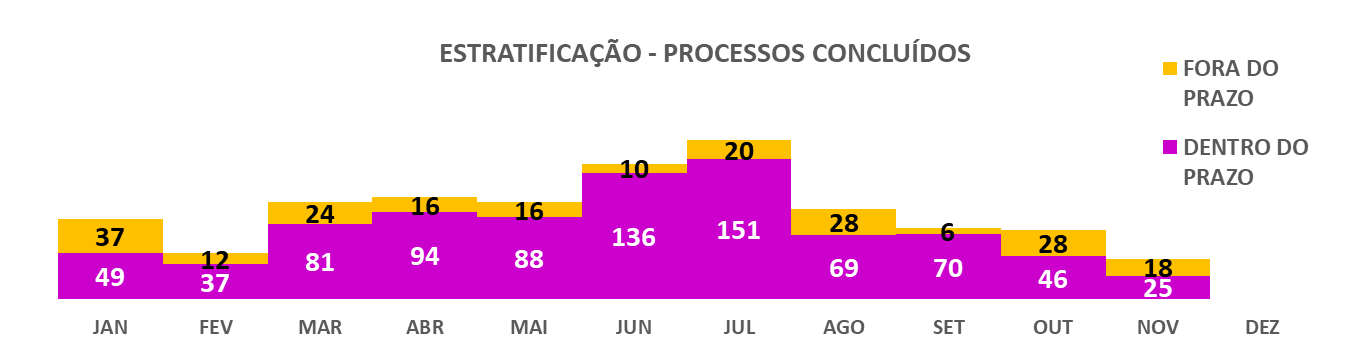 ESTRATIFICAÇÃO - PROCESSOS CONCLUÍDOS
FORA DO
PRAZO
DENTRO DO
PRAZO
37 12 24 16 16 10 20 28 6 28 18
49 37 81 94 88 136 151 69 70 46 25
JAN FEV MAR ABR MAI JUN JUL AGO SET OUT NOV DEZ